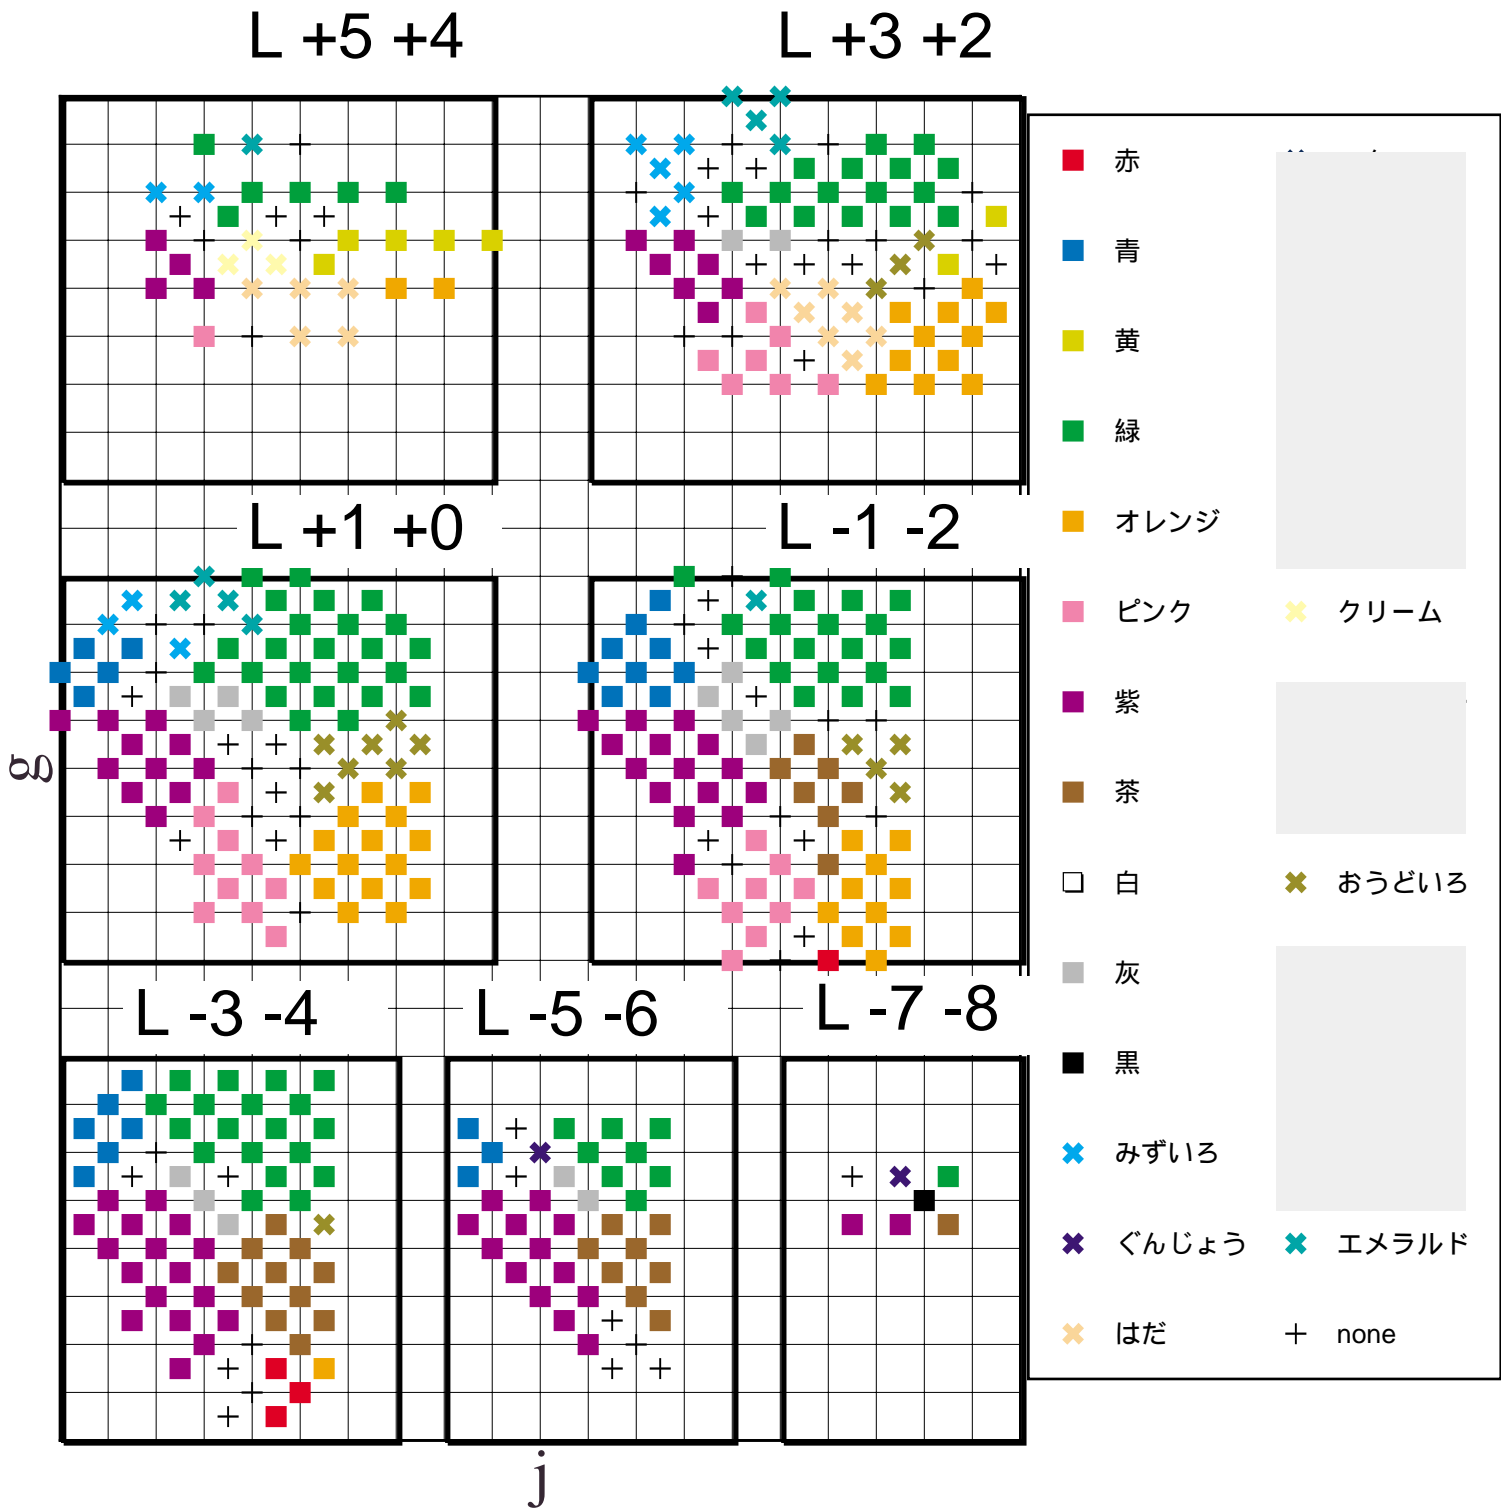 L +5 +4
L +3 +2
L +1 +0
L -1 -2
L -3 -4
L -5 -6
L -7 -8
g
j
赤
青
黄
緑
オレンジ
ピンク
紫
茶
白
灰
黒
みずいろ
ぐんじょう
はだ
クリーム
おうどいろ
エメラルド
none